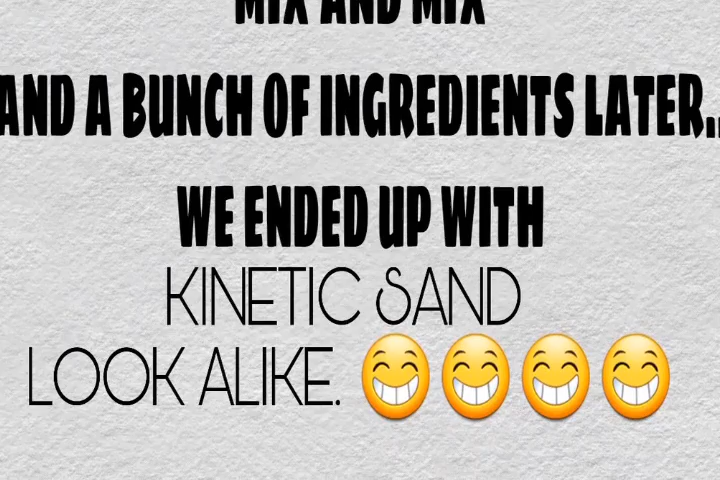 MIX AND MIX
AND A BUNCH OF INGREDIENTS LATER..
WE ENDED UP WITH
KINETIC SAND
LOOK ALIKE. 😁😁😁😁